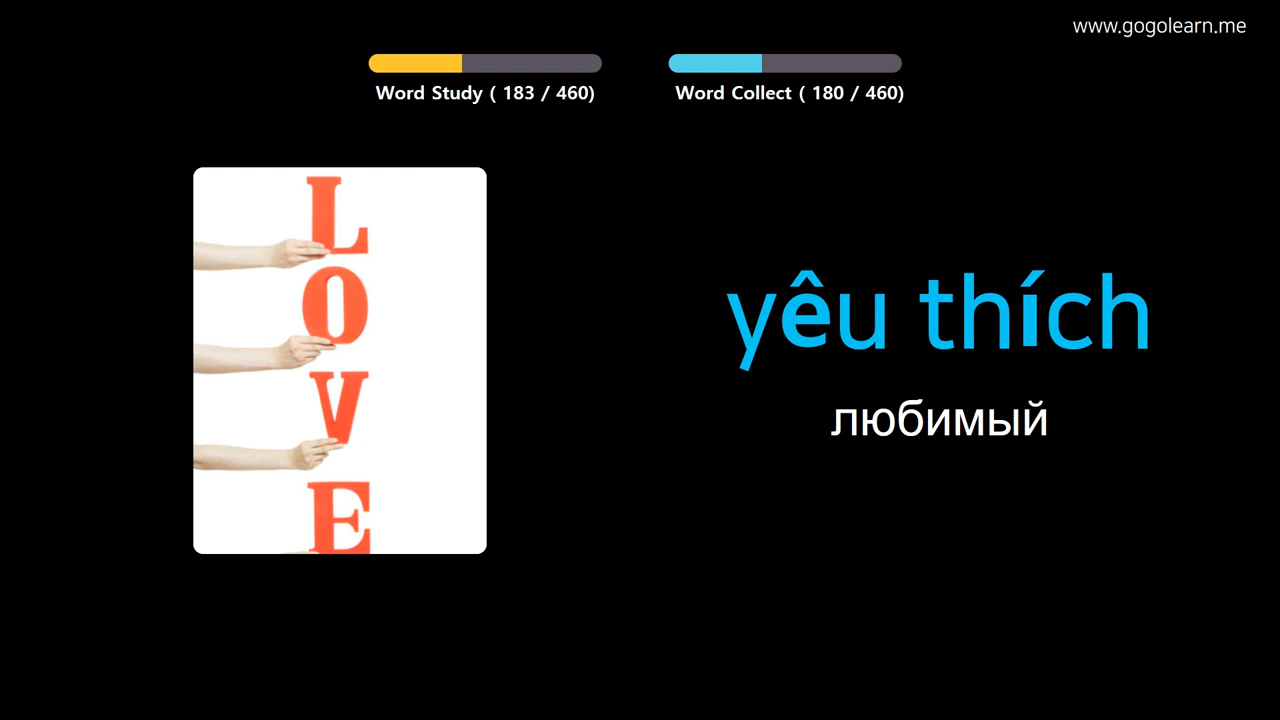 www.gogolearn.me
Word Study ( 183 / 460)
Word Collect ( 180 / 460)
L
O
V
E
yêu thích
любимый